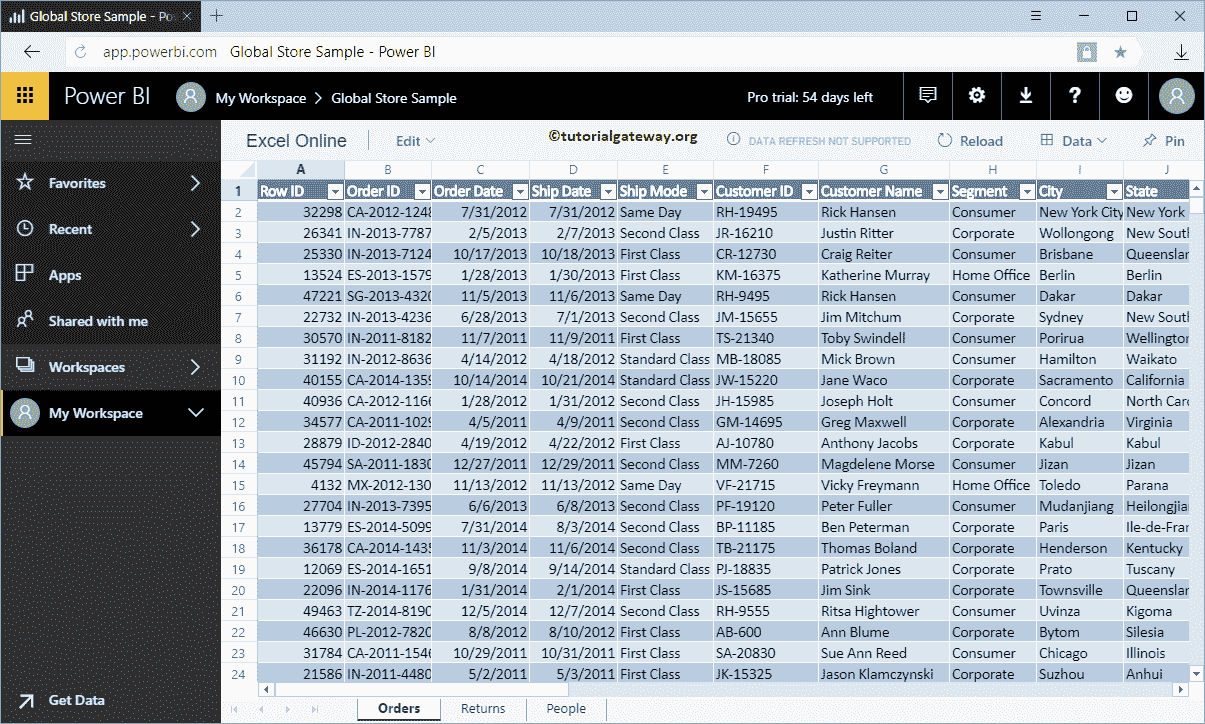 Global Store Sample - Po
app.powerbi.com Global Store Sample - Power BI
Power BI My Workspace > Global Store Sample Pro trial: 54 days left ?
Excel Online Edit ©tutorialgateway.org DATA REFRESH NOT SUPPORTED Reload Data Pin
Favorites
Recent
Apps
Shared with me
Workspaces
My Workspace
Get Data
A B C D E F G H I J
1 Row ID Order ID Order Date Ship Date Ship Mode Customer ID Customer Name Segment City State
2 32298 CA-2012-1248 7/31/2012 7/31/2012 Same Day RH-19495 Rick Hansen Consumer New York City New York
3 26341 IN-2013-7787 2/5/2013 2/7/2013 Second Class JR-16210 Justin Ritter Corporate Wollongong New Sout
4 25330 IN-2013-7124 10/17/2013 10/18/2013 First Class CR-12730 Craig Reiter Consumer Brisbane Queenslan
5 13524 ES-2013-1579 1/28/2013 1/30/2013 First Class KM-16375 Katherine Murray Home Office Berlin Berlin
6 47221 SG-2013-4320 11/5/2013 11/6/2013 Same Day RH-9495 Rick Hansen Consumer Dakar Dakar
7 22732 IN-2013-4236 6/28/2013 7/1/2013 Second Class JM-15655 Jim Mitchum Corporate Sydney New Sout
8 30570 IN-2011-8182 11/7/2011 11/9/2011 First Class TS-21340 Toby Swindell Consumer Porirua Wellington
9 31192 IN-2012-8636 4/14/2012 4/18/2012 Standard Class MB-18085 Mick Brown Consumer Hamilton Waikato
10 40155 CA-2014-1359 10/14/2014 10/21/2014 Standard Class JW-15220 Jane Waco Corporate Sacramento California
11 40936 CA-2012-1166 1/28/2012 1/31/2012 Second Class JH-15985 Joseph Holt Consumer Concord North Caro
12 34577 CA-2011-1029 4/5/2011 4/9/2011 Second Class GM-14695 Greg Maxwell Corporate Alexandria Virginia
13 28879 ID-2012-2840 4/19/2012 4/22/2012 First Class AJ-10780 Anthony Jacobs Corporate Kabul Kabul
14 45794 SA-2011-1830 12/27/2011 12/29/2011 Second Class MM-7260 Magdelene Morse Consumer Jizan Jizan
15 4132 MX-2012-130 11/13/2012 11/13/2012 Same Day VF-21715 Vicky Freymann Home Office Toledo Parana
16 27704 IN-2013-7395 6/6/2013 6/8/2013 Second Class PF-19120 Peter Fuller Consumer Mudanjiang Heilongjia
17 13779 ES-2014-5099 7/31/2014 8/3/2014 Second Class BP-11185 Ben Peterman Corporate Paris Ile-de-Fran
18 36178 CA-2014-1435 11/3/2014 11/6/2014 Second Class TB-21175 Thomas Boland Corporate Henderson Kentucky
19 12069 ES-2014-1651 9/8/2014 9/14/2014 Standard Class PJ-18835 Patrick Jones Corporate Prato Tuscany
20 22096 IN-2014-1176 1/31/2014 2/1/2014 First Class JS-15685 Jim Sink Corporate Townsville Queenslan
21 49463 TZ-2014-8190 12/5/2014 12/7/2014 Second Class RH-9555 Ritsa Hightower Consumer Uvinza Kigoma
22 46630 PL-2012-7820 8/8/2012 8/10/2012 First Class AB-600 Ann Blume Corporate Bytom Silesia
23 31784 CA-2011-1546 10/29/2011 10/31/2011 First Class SA-20830 Sue Ann Reed Consumer Chicago Illinois
24 21586 IN-2011-4480 5/2/2011 5/3/2011 First Class JK-15325 Jason Klamczynski Corporate Suzhou Anhui
Orders Returns People